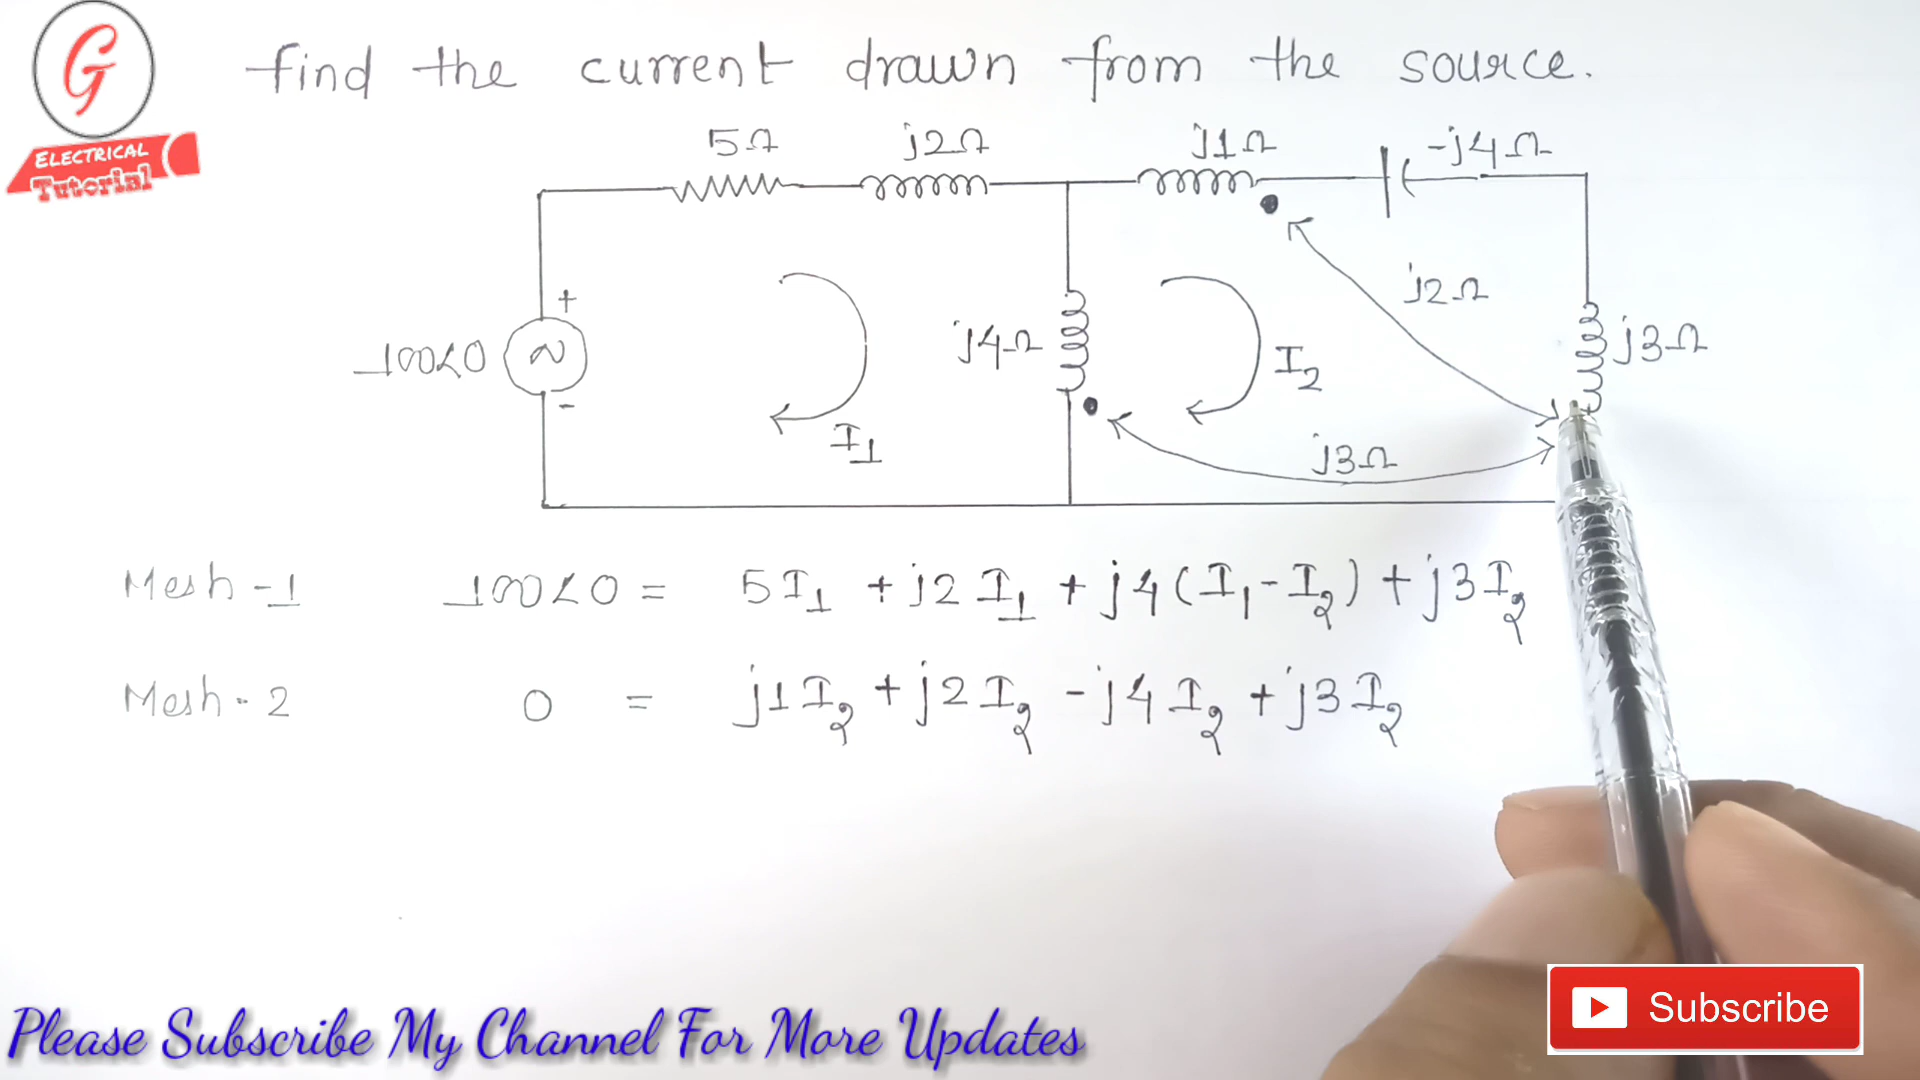 G
ELECTRICAL
Tutorial
Find the current drawn from the source.
5Ω j2Ω j1Ω -j4Ω
+
100∠0
-
j4Ω
j2Ω
j3Ω
I₁
I₂
j3Ω
Mesh-1 100∠0 = 5I₁ + j2I₁ + j4(I₁-I₂) + j3I₂
Mesh-2 0 = j1I₂ + j2I₂ - j4I₂ + j3I₂
Please Subscribe My Channel For More Updates
Subscribe